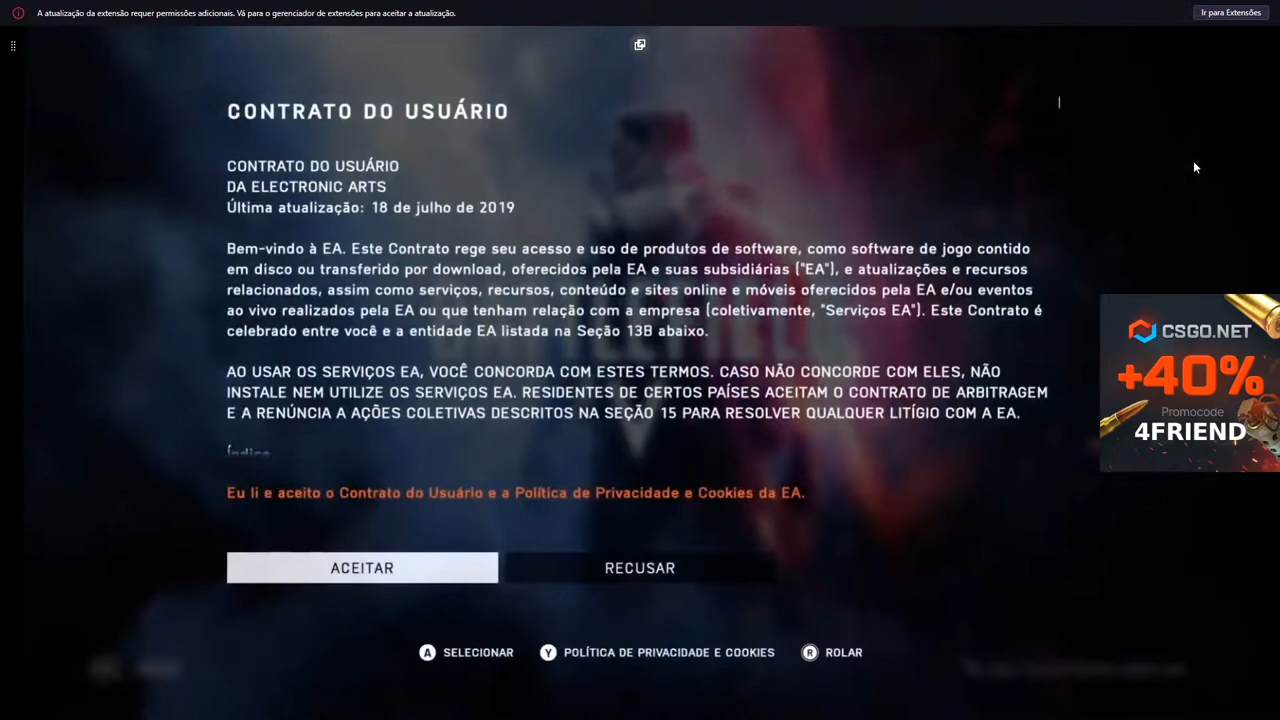 A atualização da extensão requer permissões adicionais. Vá para o gerenciador de extensões para aceitar a atualização.
Ir para Extensões
CONTRATO DO USUÁRIO
CONTRATO DO USUÁRIO
DA ELECTRONIC ARTS
Última atualização: 18 de julho de 2019
Bem-vindo à EA. Este Contrato rege seu acesso e uso de produtos de software, como software de jogo contido
em disco ou transferido por download, oferecidos pela EA e suas subsidiárias ("EA"), e atualizações e recursos
relacionados, assim como serviços, recursos, conteúdo e sites online e móveis oferecidos pela EA e/ou eventos
ao vivo realizados pela EA ou que tenham relação com a empresa (coletivamente, "Serviços EA"). Este Contrato é
celebrado entre você e a entidade EA listada na Seção 13B abaixo.
AO USAR OS SERVIÇOS EA, VOCÊ CONCORDA COM ESTES TERMOS. CASO NÃO CONCORDE COM ELES, NÃO
INSTALE NEM UTILIZE OS SERVIÇOS EA. RESIDENTES DE CERTOS PAÍSES ACEITAM O CONTRATO DE ARBITRAGEM
E A RENÚNCIA A AÇÕES COLETIVAS DESCRITOS NA SEÇÃO 15 PARA RESOLVER QUALQUER LITÍGIO COM A EA.
Índice
Eu li e aceito o Contrato do Usuário e a Política de Privacidade e Cookies da EA.
ACEITAR
RECUSAR
A SELECIONAR
Y POLÍTICA DE PRIVACIDADE E COOKIES
R ROLAR
CSGO.NET
+40%
Promocode
4FRIEND